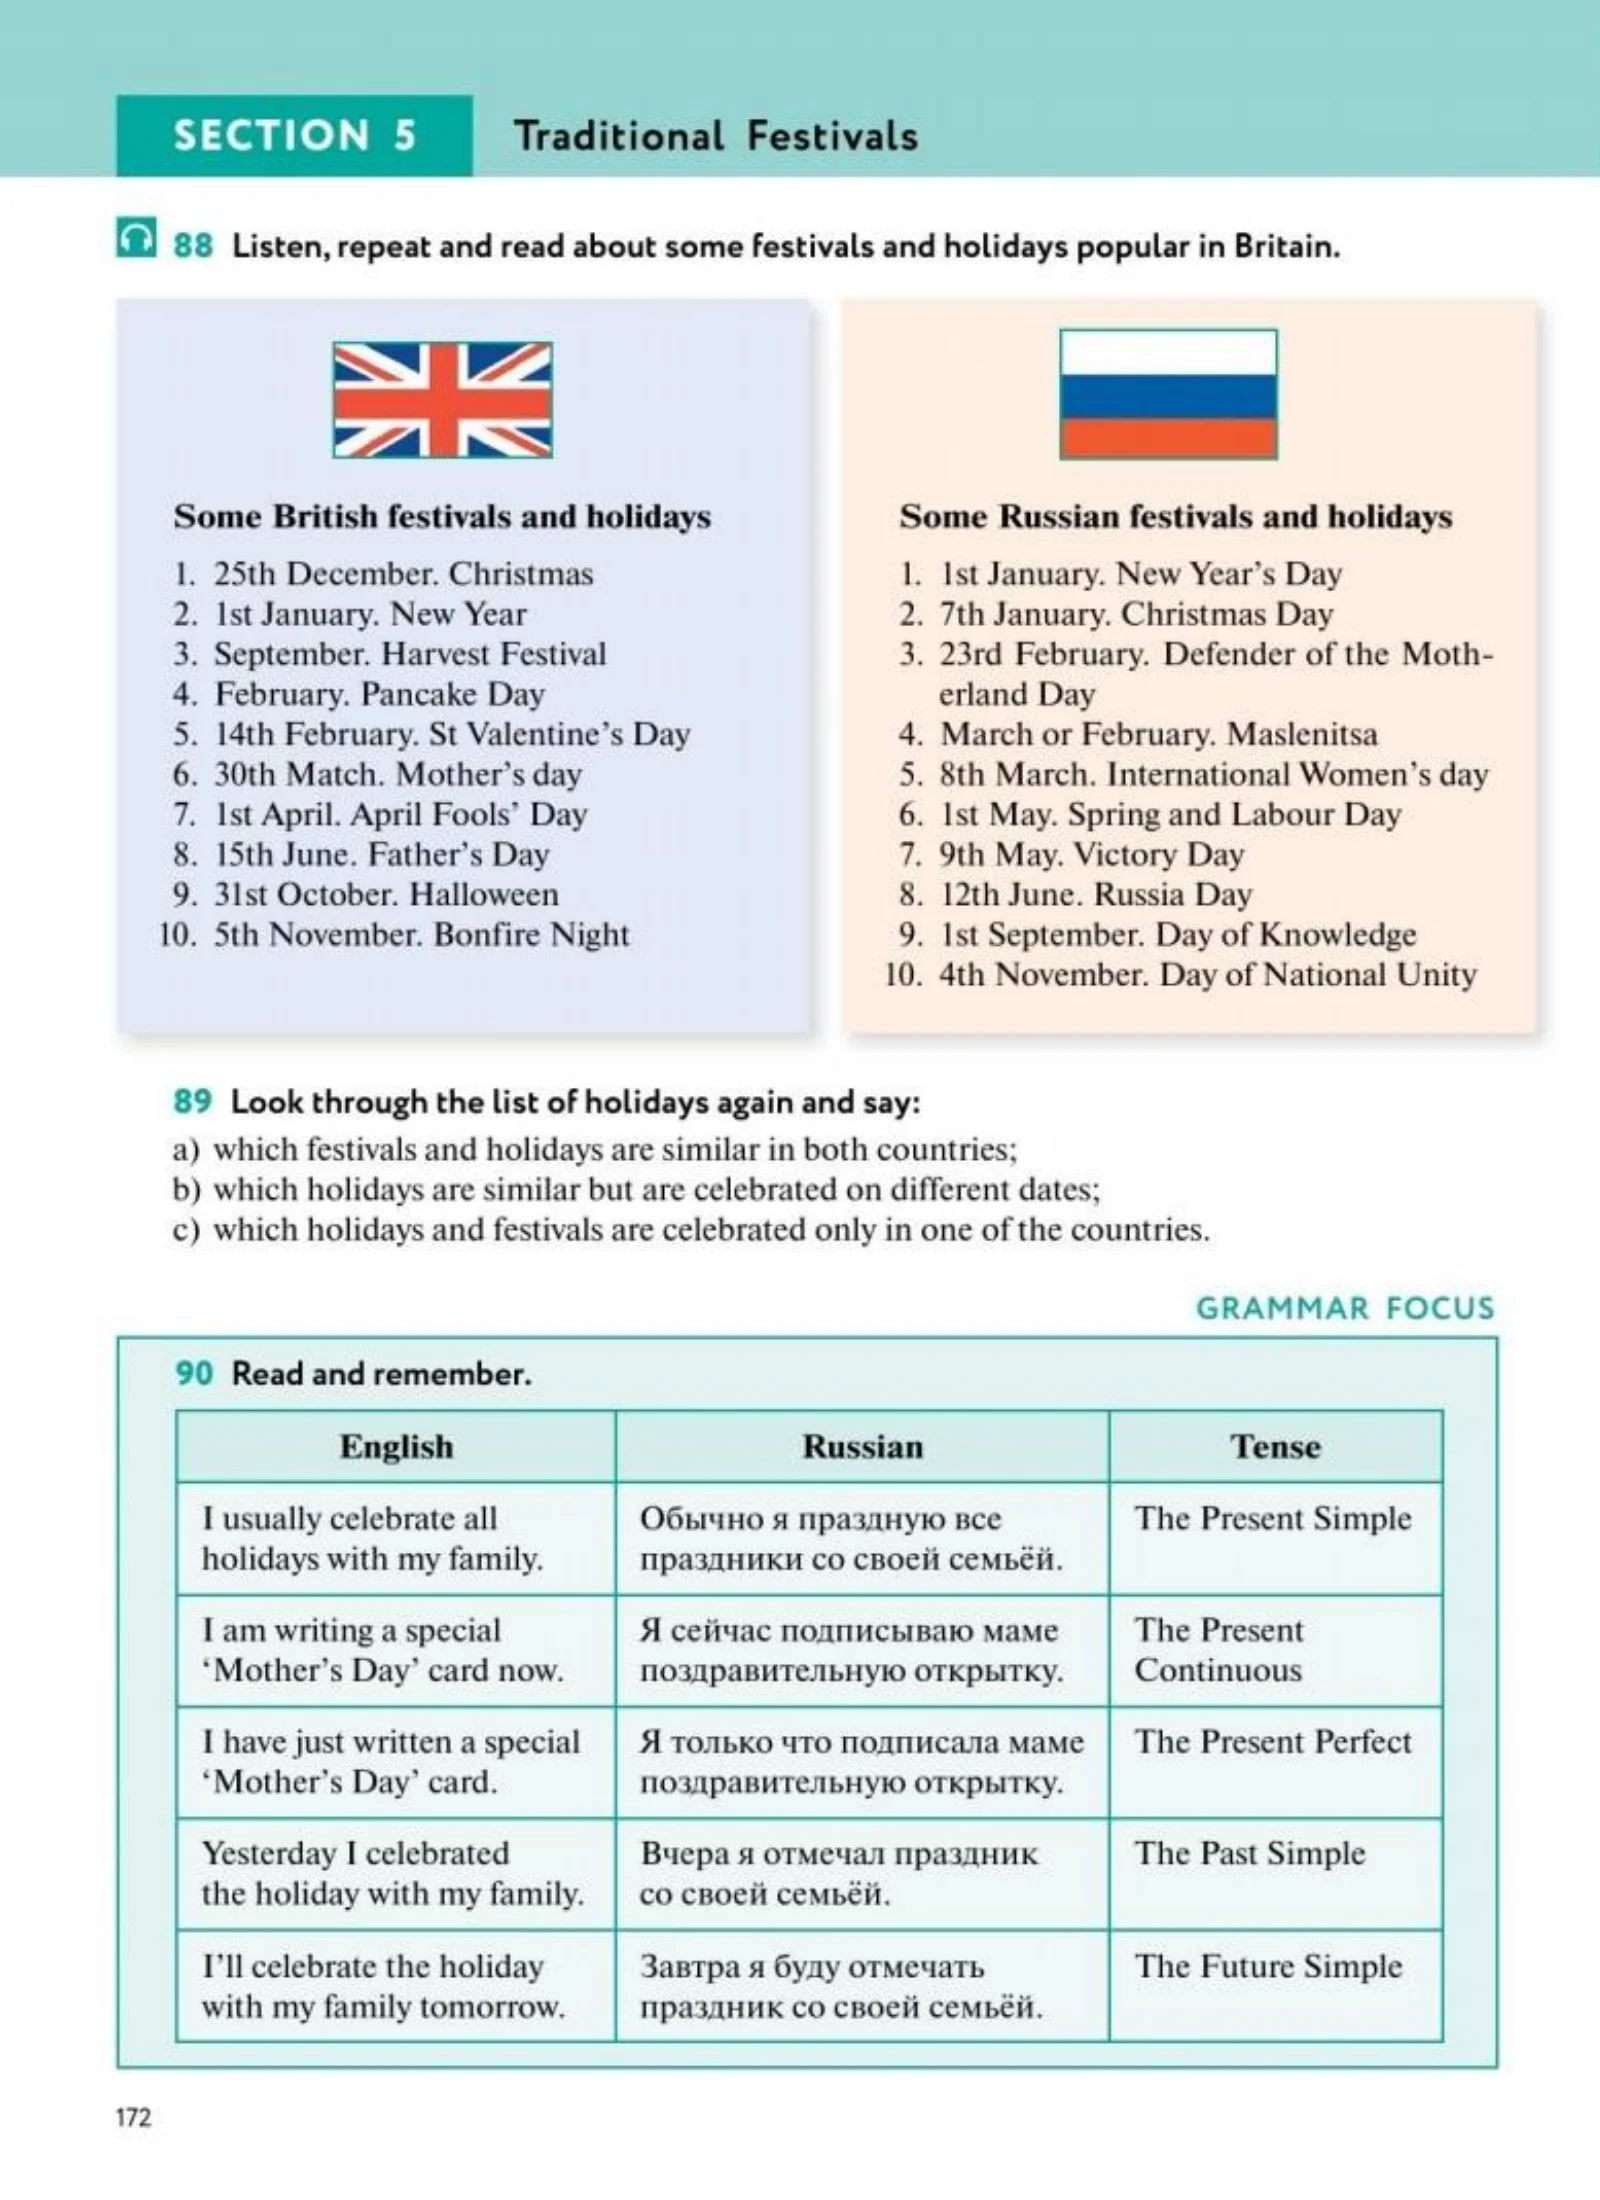 SECTION 5
Traditional Festivals
88 Listen, repeat and read about some festivals and holidays popular in Britain.
Some British festivals and holidays
1. 25th December. Christmas
2. 1st January. New Year
3. September. Harvest Festival
4. February. Pancake Day
5. 14th February. St Valentine's Day
6. 30th Match. Mother's day
7. 1st April. April Fools' Day
8. 15th June. Father's Day
9. 31st October. Halloween
10. 5th November. Bonfire Night
Some Russian festivals and holidays
1. 1st January. New Year's Day
2. 7th January. Christmas Day
3. 23rd February. Defender of the Moth-
erland Day
4. March or February. Maslenitsa
5. 8th March. International Women's day
6. 1st May. Spring and Labour Day
7. 9th May. Victory Day
8. 12th June. Russia Day
9. 1st September. Day of Knowledge
10. 4th November. Day of National Unity
89 Look through the list of holidays again and say:
a) which festivals and holidays are similar in both countries;
b) which holidays are similar but are celebrated on different dates;
c) which holidays and festivals are celebrated only in one of the countries.
GRAMMAR FOCUS
90 Read and remember.
English
Russian
Tense
I usually celebrate all
holidays with my family.
Обычно я праздную все
праздники со своей семьёй.
The Present Simple
I am writing a special
‘Mother’s Day’ card now.
Я сейчас подписываю маме
поздравительную открытку.
The Present
Continuous
I have just written a special
‘Mother’s Day’ card.
Я только что подписала маме
поздравительную открытку.
The Present Perfect
Yesterday I celebrated
the holiday with my family.
Вчера я отмечал праздник
со своей семьёй.
The Past Simple
I’ll celebrate the holiday
with my family tomorrow.
Завтра я буду отмечать
праздник со своей семьёй.
The Future Simple
172